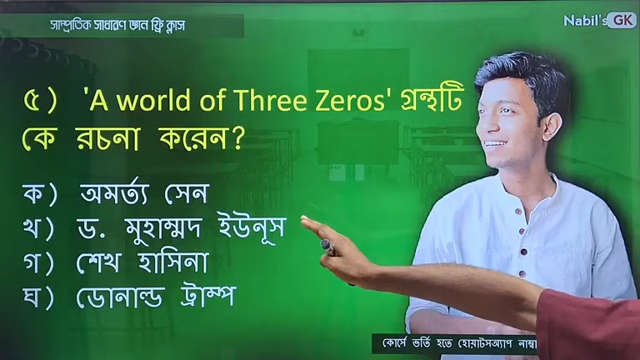 সাম্প্রতিক সাধারণ জ্ঞান ফ্রি ক্লাস
Nabil's GK
৫) 'A world of Three Zeros' গ্রন্থটি
কে রচনা করেন?
ক) অমর্ত্য সেন
খ) ড. মুহাম্মদ ইউনূস
গ) শেখ হাসিনা
ঘ) ডোনাল্ড ট্রাম্প
কোর্সে ভর্তি হতে হোয়াটসঅ্যাপ নাম্বা